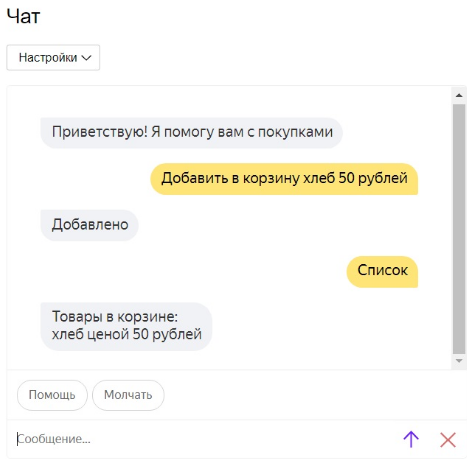 Чат
Настройки
Приветствую! Я помогу вам с покупками
Добавить в корзину хлеб 50 рублей
Добавлено
Список
Товары в корзине:
хлеб ценой 50 рублей
Помощь
Молчать
Сообщение...